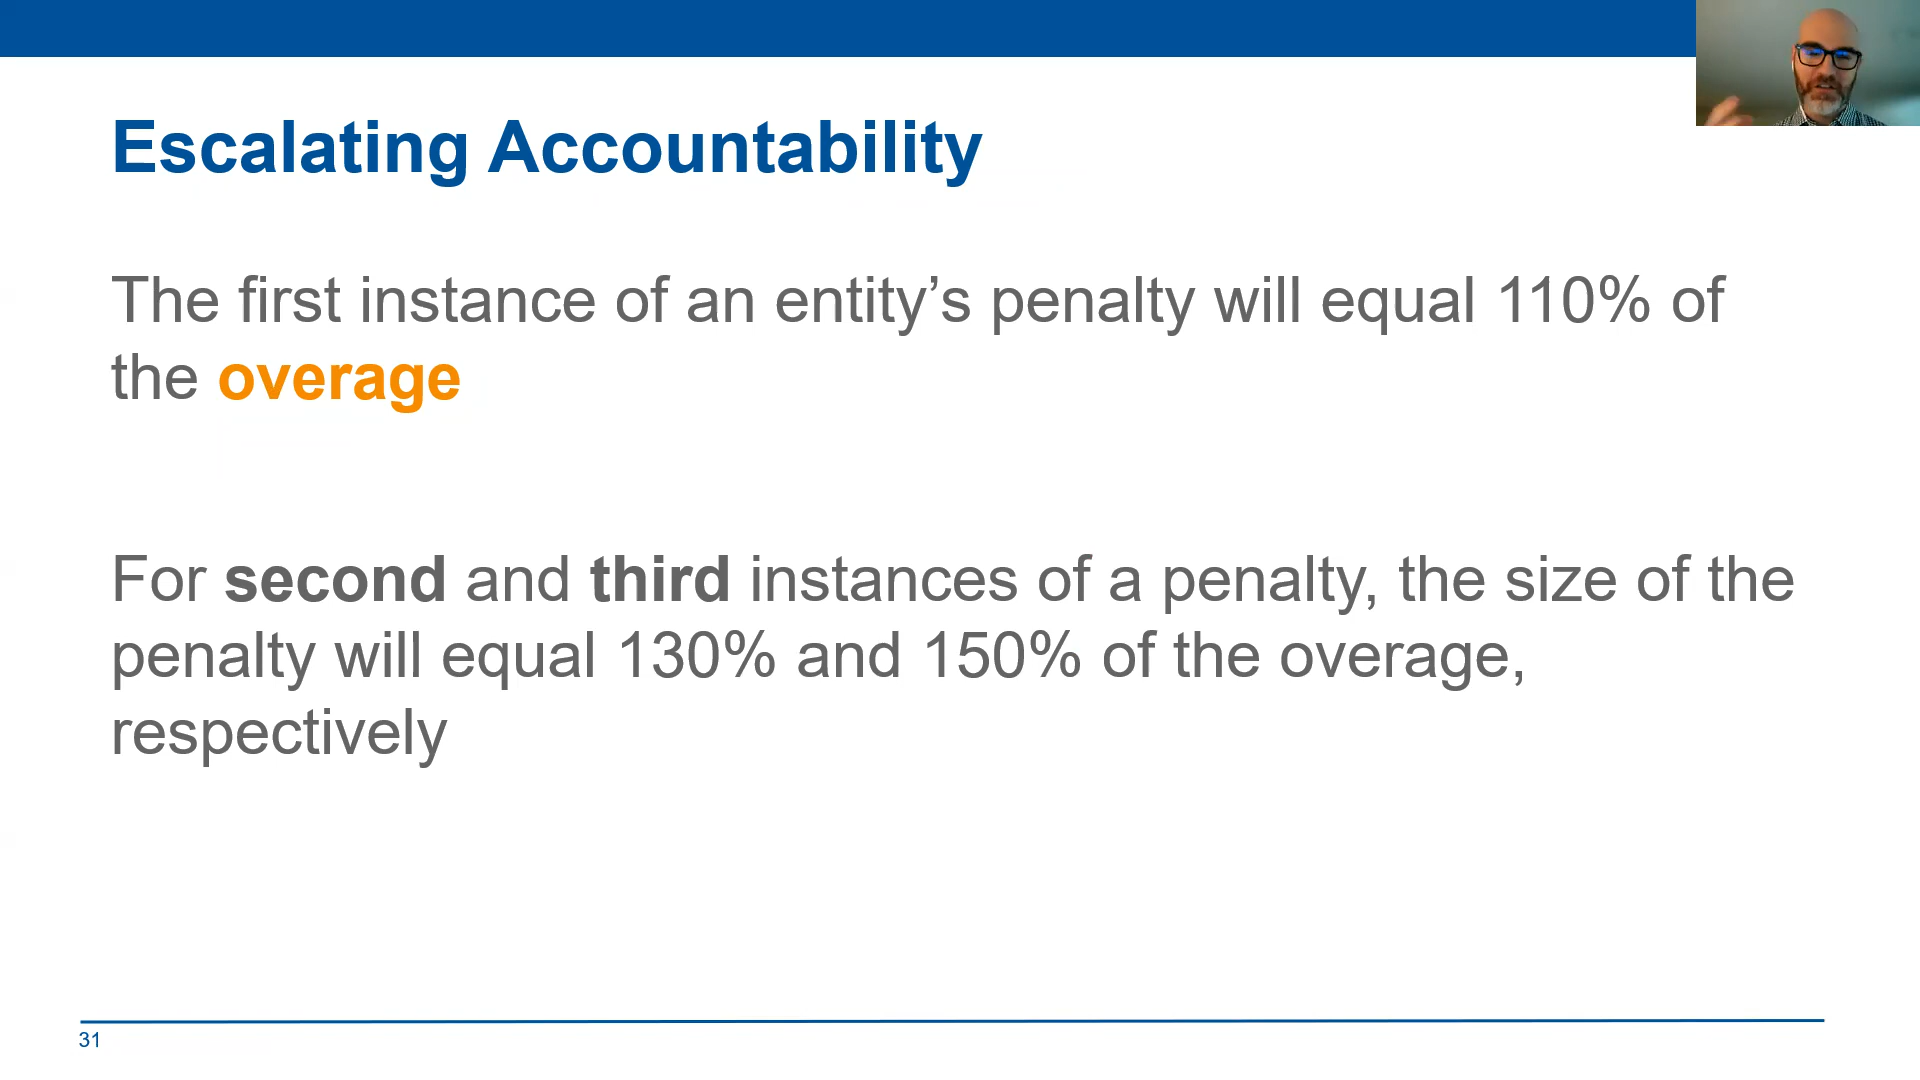 Escalating Accountability
The first instance of an entity’s penalty will equal 110% of
the overage
For second and third instances of a penalty, the size of the
penalty will equal 130% and 150% of the overage,
respectively
31